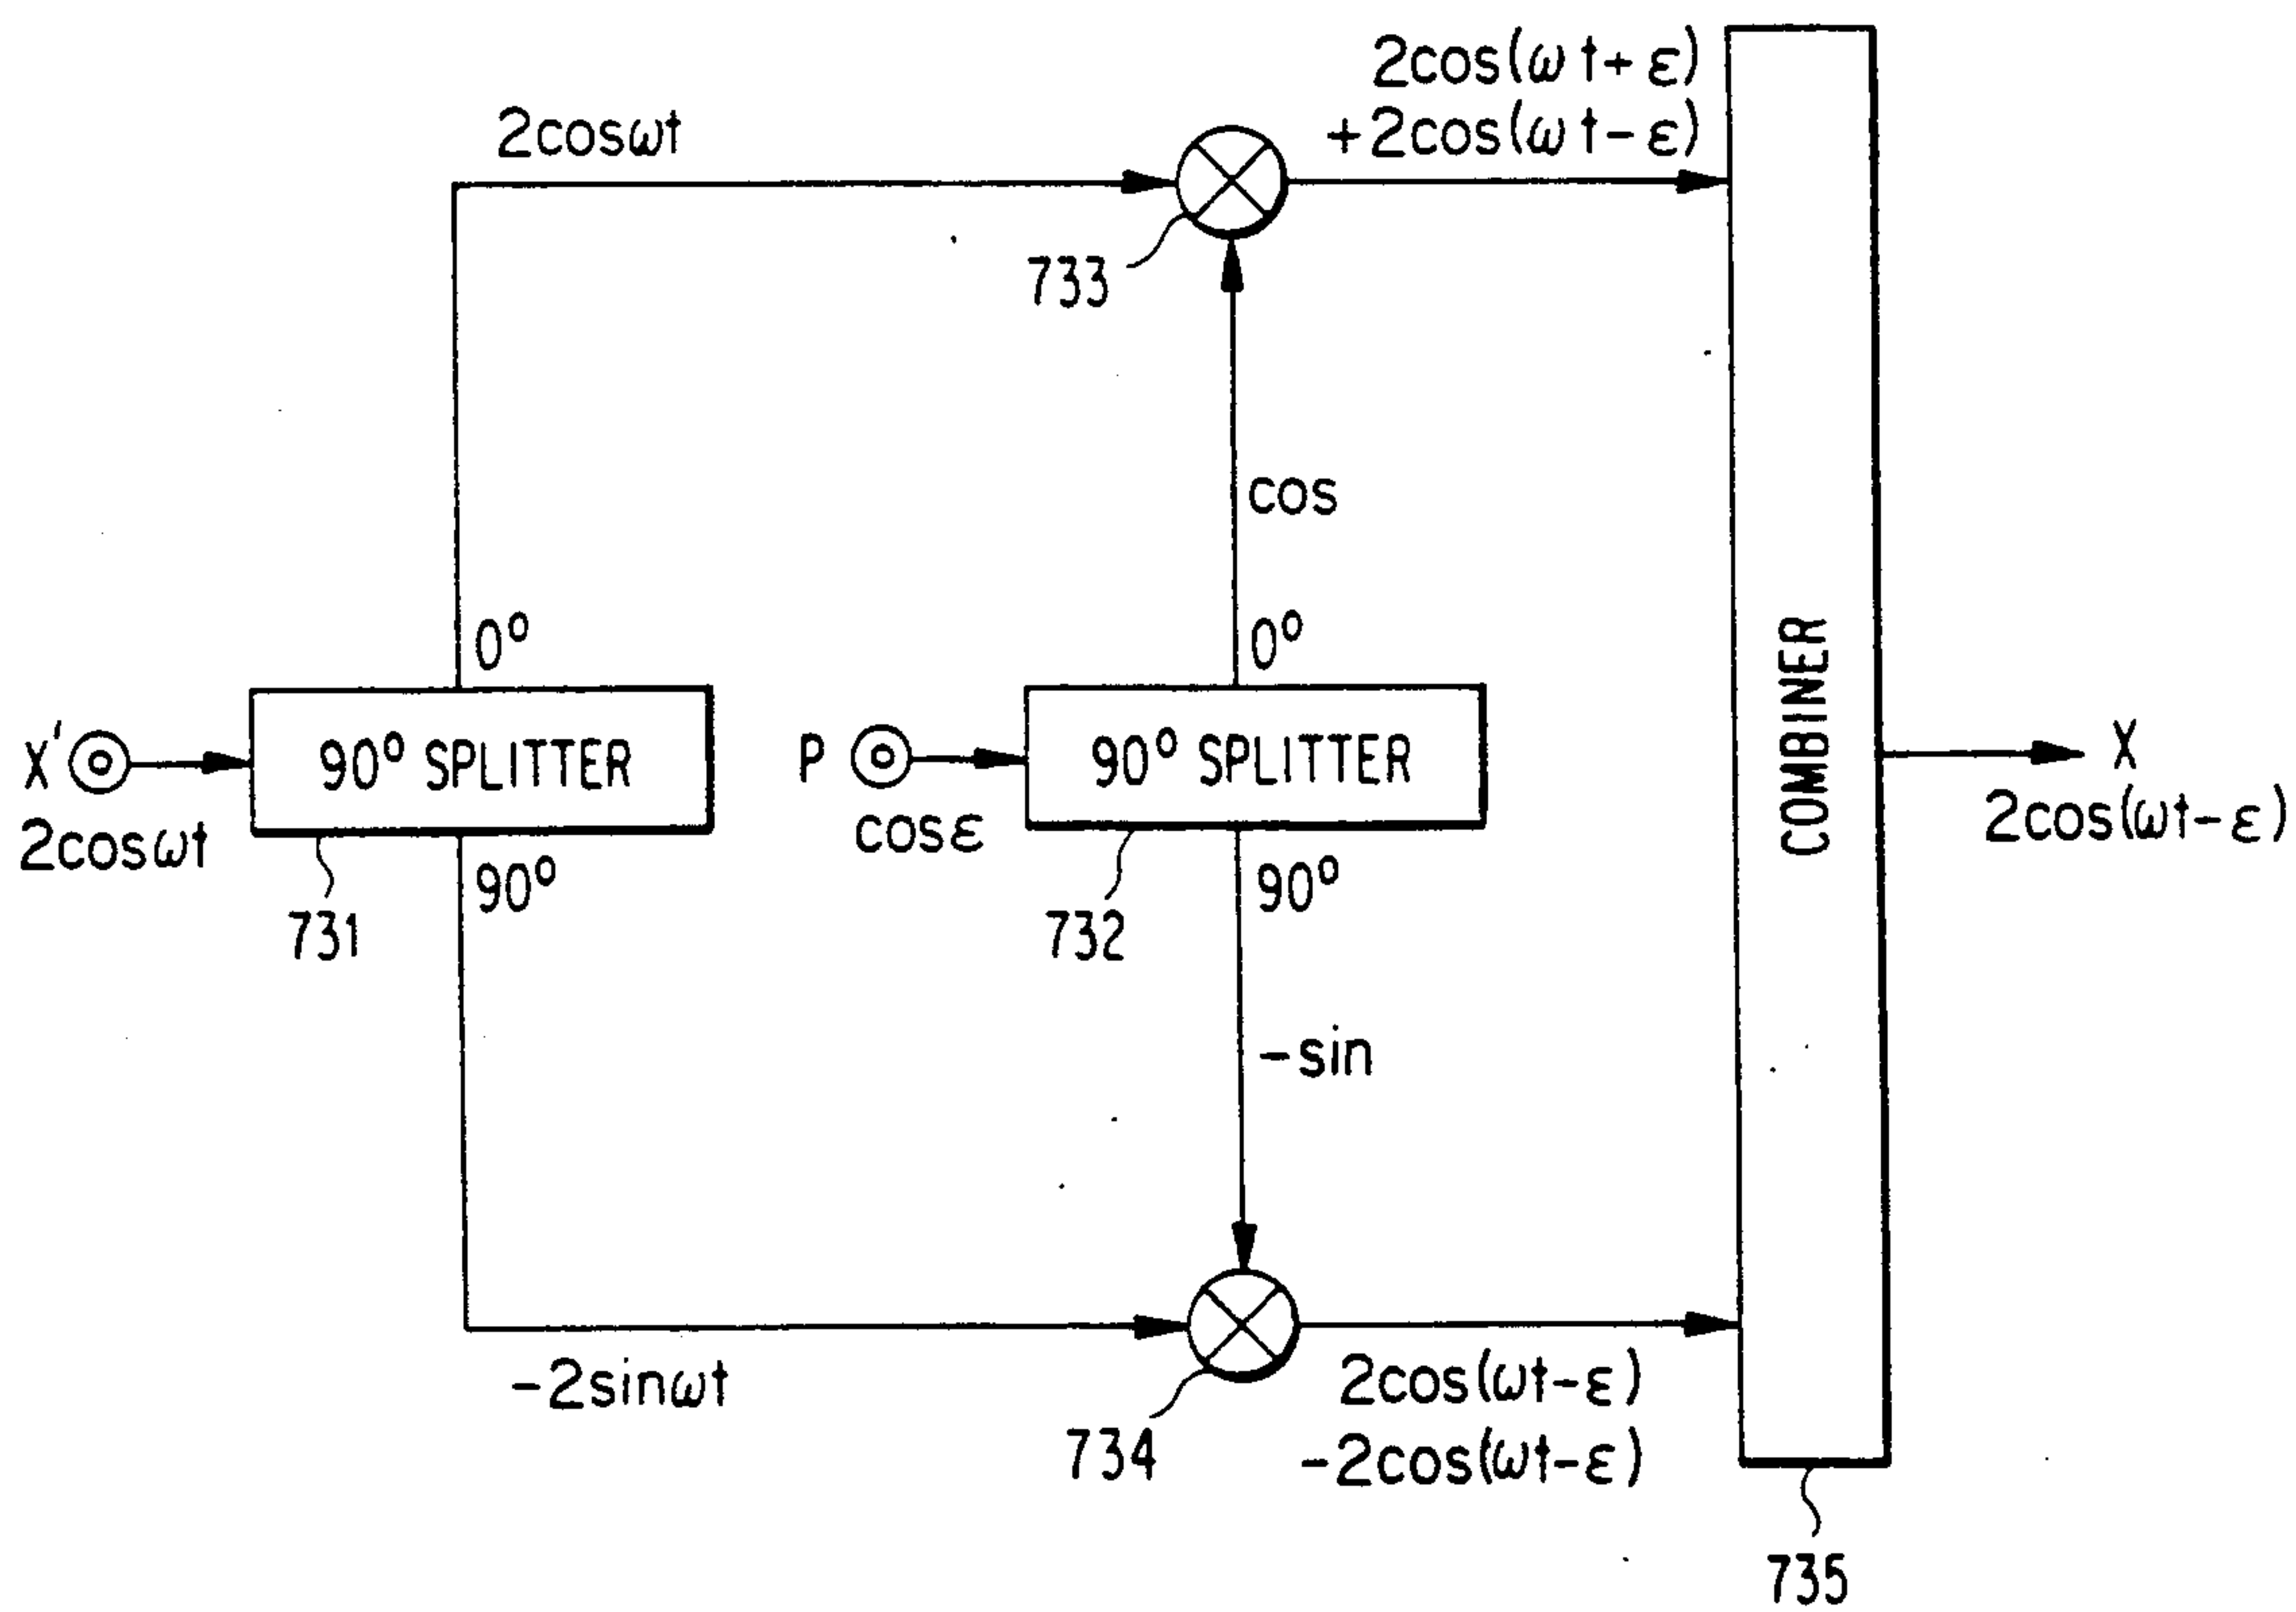 2cos(ωt+ε)
+2cos(ωt-ε)
2cosωt
733
cos
0°
0°
X' 90° SPLITTER
2cosωt
P 90° SPLITTER
cosε
COMBINER
X
2cos(ωt-ε)
90°
731
90°
732
-sin
-2sinωt
734
2cos(ωt-ε)
-2cos(ωt-ε)
735